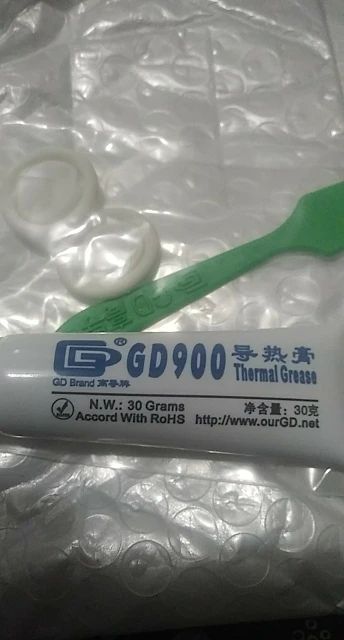 GD® GD900 导热膏
Thermal Grease
GD Brand 高导牌
N.W.: 30 Grams 净含量：30克
Accord With RoHS http://www.ourGD.net